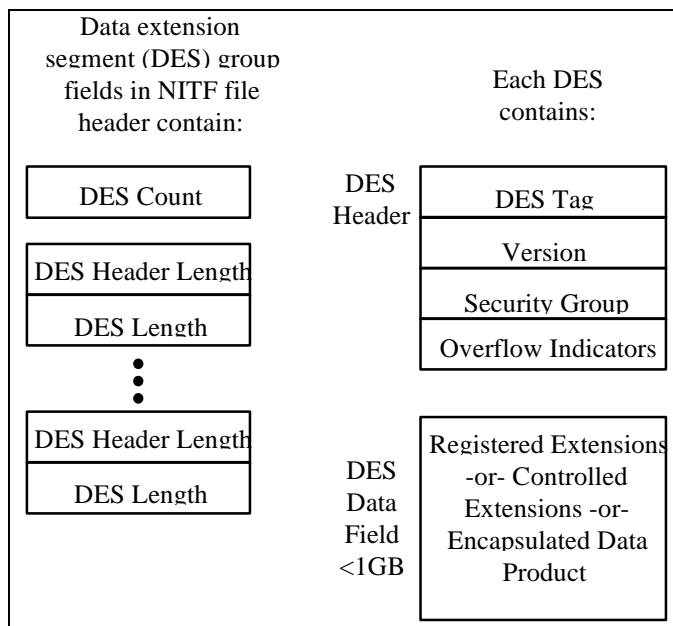 Data extension
segment (DES) group
fields in NITF file
header contain:
DES Count
DES Header Length
DES Length
DES Header Length
DES Length
Each DES
contains:
DES
Header
DES Tag
Version
Security Group
Overflow Indicators
DES
Data
Field
<1GB
Registered Extensions
-or- Controlled
Extensions -or-
Encapsulated Data
Product